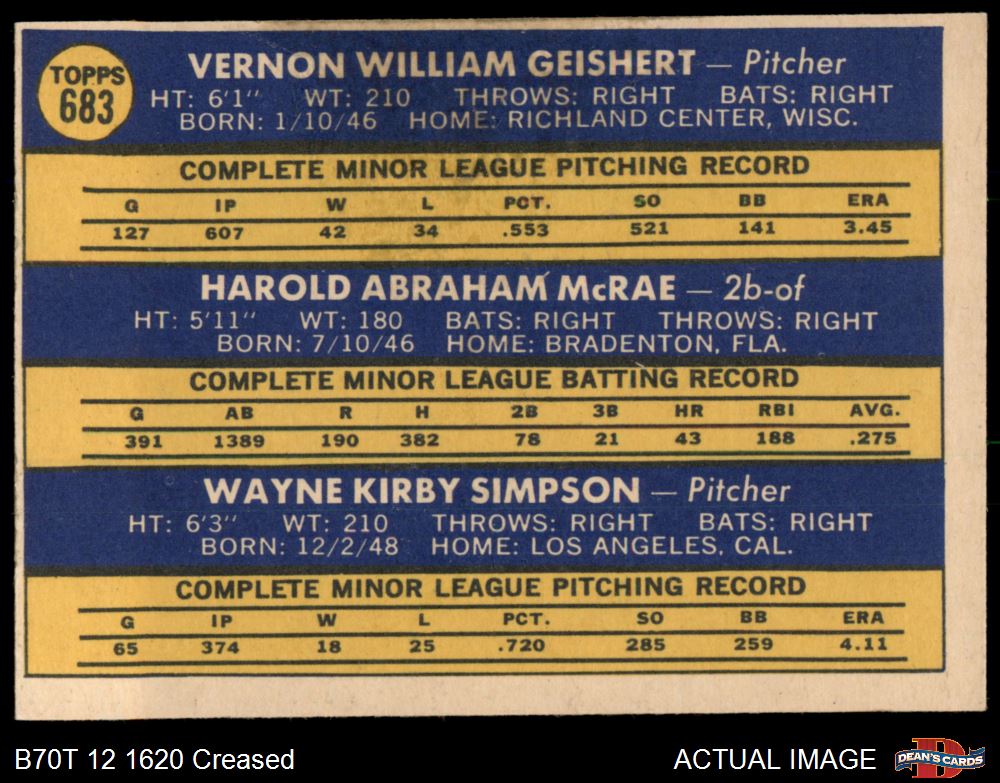 TOPPS
683
VERNON WILLIAM GEISHERT — Pitcher
HT: 6'1" WT: 210 THROWS: RIGHT BATS: RIGHT
BORN: 1/10/46 HOME: RICHLAND CENTER, WISC.
COMPLETE MINOR LEAGUE PITCHING RECORD
G IP W L PCT. SO BB ERA
127 607 42 34 .553 521 141 3.45
HAROLD ABRAHAM McRAE — 2b-of
HT: 5'11" WT: 180 BATS: RIGHT THROWS: RIGHT
BORN: 7/10/46 HOME: BRADENTON, FLA.
COMPLETE MINOR LEAGUE BATTING RECORD
G AB R H 2B 3B HR RBI AVG.
391 1389 190 382 78 21 43 188 .275
WAYNE KIRBY SIMPSON — Pitcher
HT: 6'3" WT: 210 THROWS: RIGHT BATS: RIGHT
BORN: 12/2/48 HOME: LOS ANGELES, CAL.
COMPLETE MINOR LEAGUE PITCHING RECORD
G IP W L PCT. SO BB ERA
65 374 18 25 .720 285 259 4.11
B70T 12 1620 Creased ACTUAL IMAGE D DEAN'S CARDS